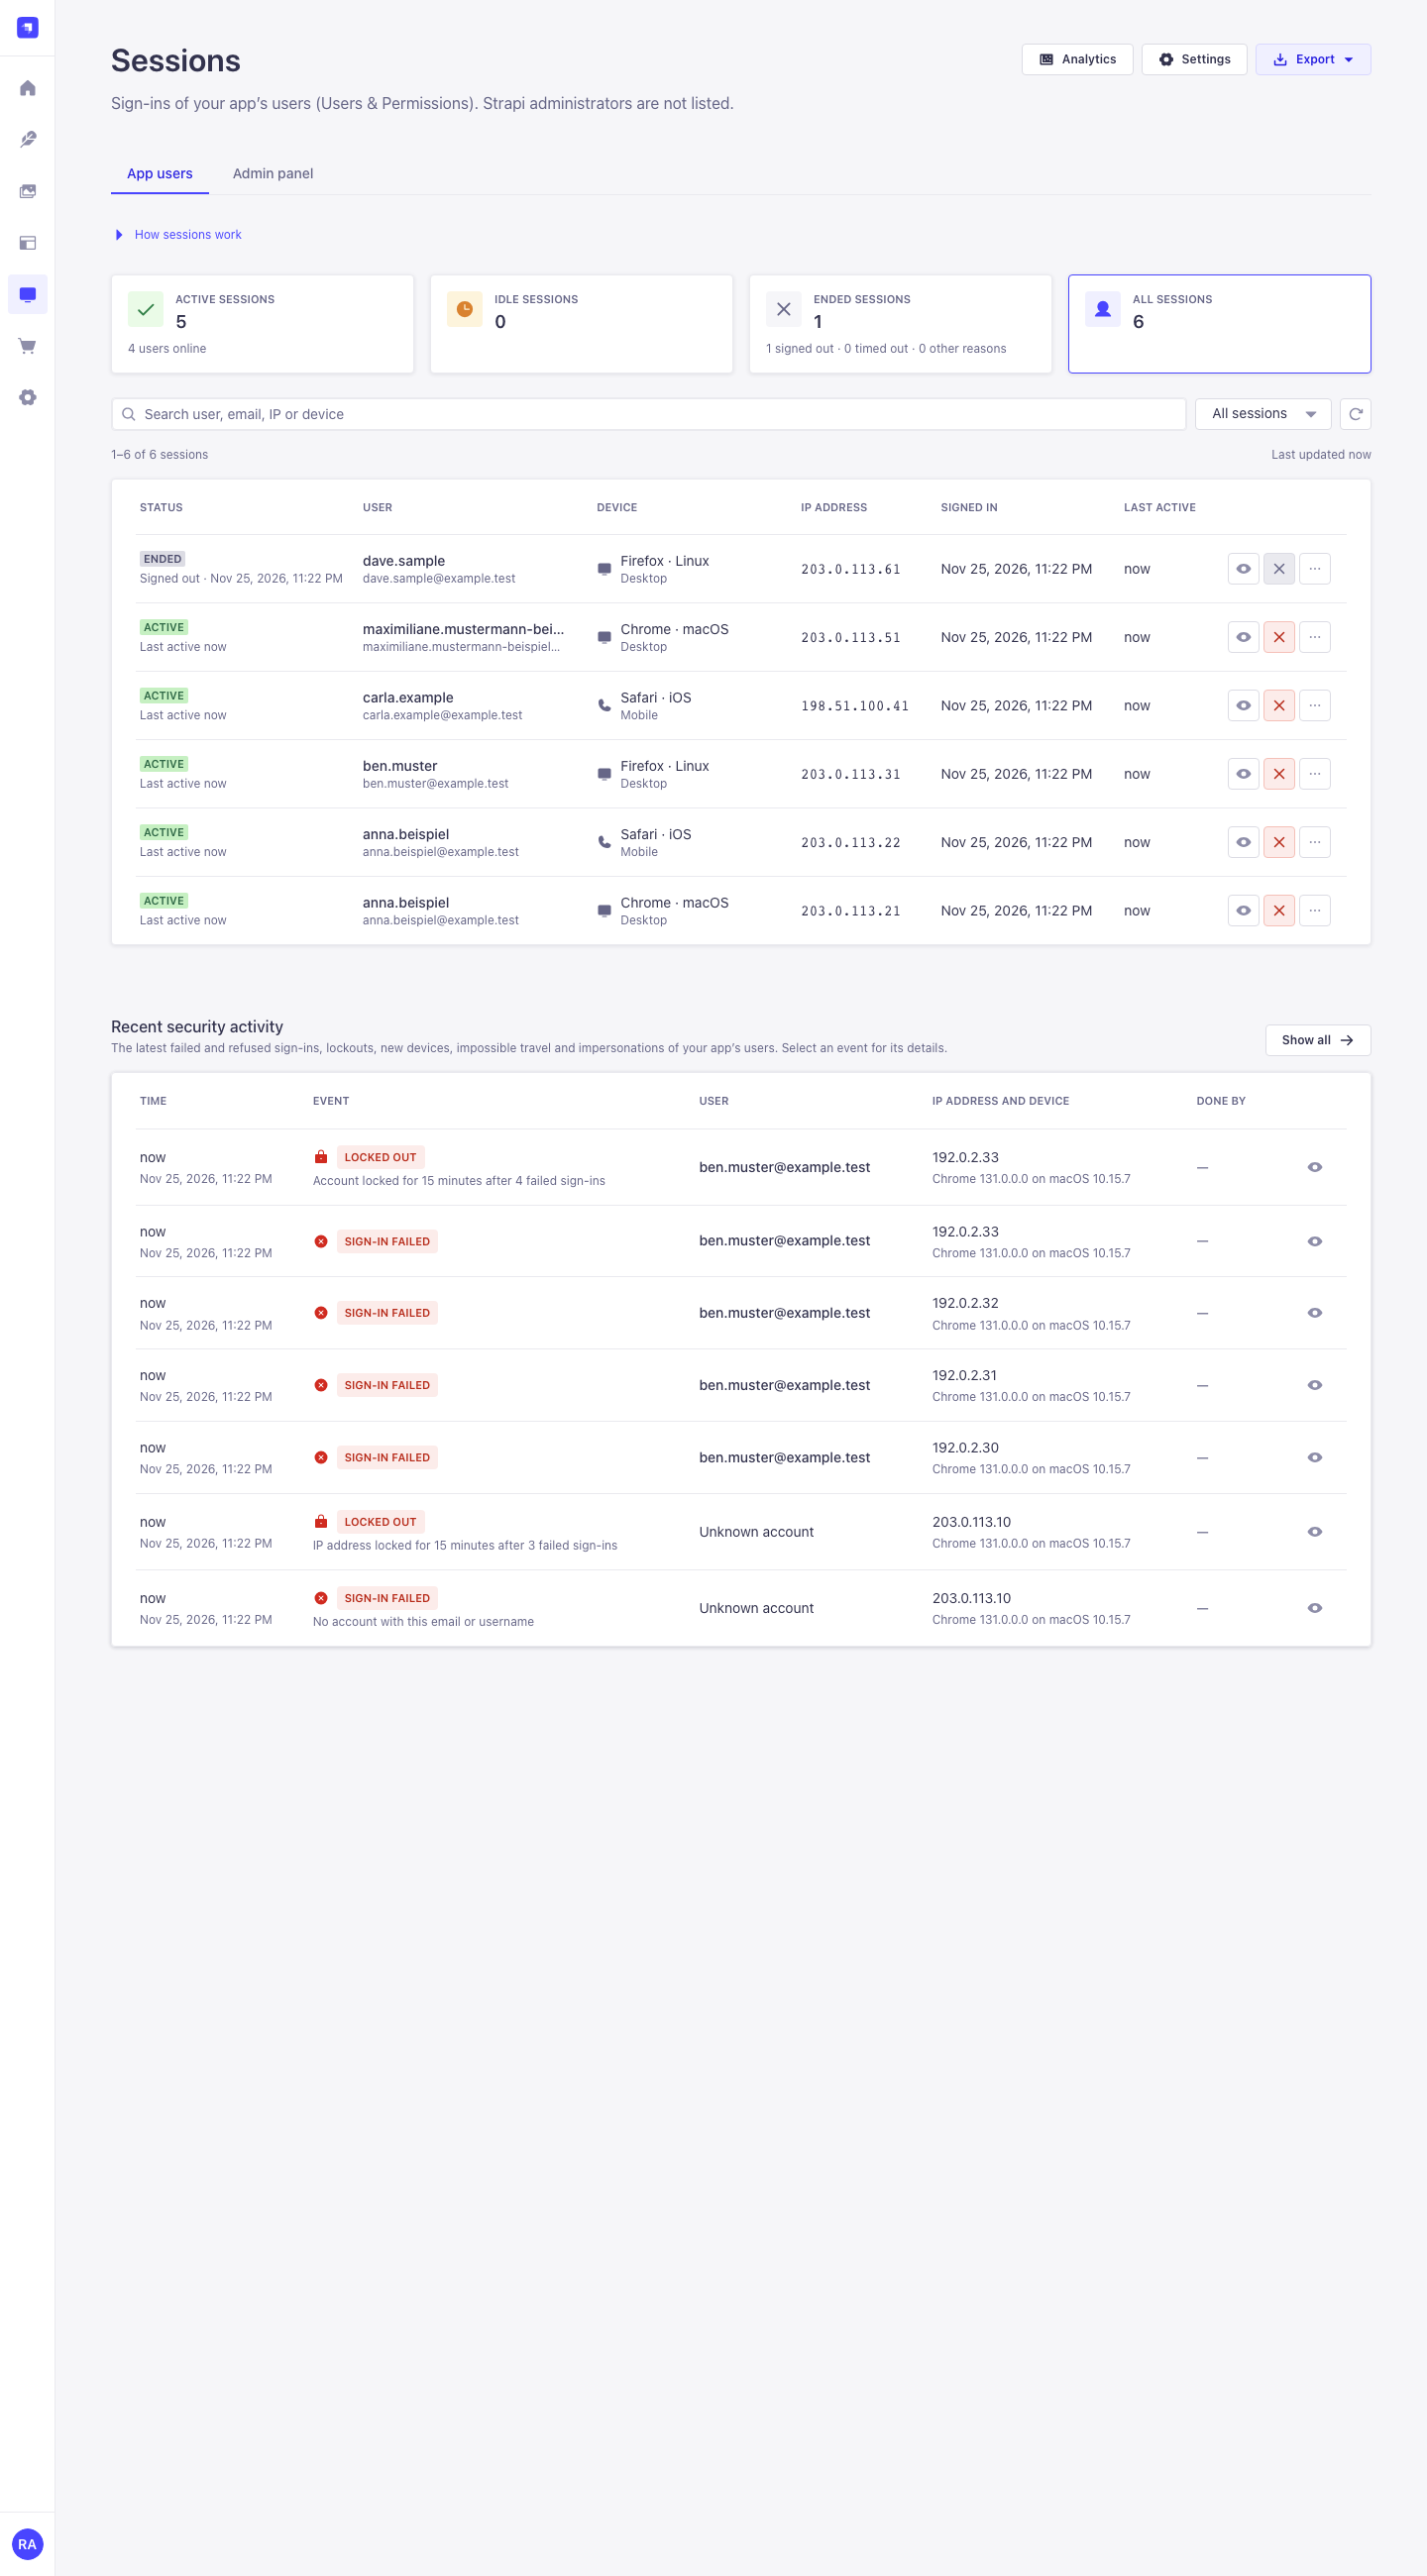 Sessions
Analytics
Settings
Export
Sign-ins of your app's users (Users & Permissions). Strapi administrators are not listed.
App users
Admin panel
How sessions work
ACTIVE SESSIONS
5
4 users online
IDLE SESSIONS
0
ENDED SESSIONS
1
1 signed out · 0 timed out · 0 other reasons
ALL SESSIONS
6
Search user, email, IP or device
All sessions
1–6 of 6 sessions
Last updated now
STATUS USER DEVICE IP ADDRESS SIGNED IN LAST ACTIVE
ENDED
Signed out · Nov 25, 2026, 11:22 PM
dave.sample
dave.sample@example.test
Firefox · Linux
Desktop
203.0.113.61
Nov 25, 2026, 11:22 PM
now
ACTIVE
Last active now
maximiliane.mustermann-bei...
maximiliane.mustermann-beispiel...
Chrome · macOS
Desktop
203.0.113.51
Nov 25, 2026, 11:22 PM
now
ACTIVE
Last active now
carla.example
carla.example@example.test
Safari · iOS
Mobile
198.51.100.41
Nov 25, 2026, 11:22 PM
now
ACTIVE
Last active now
ben.muster
ben.muster@example.test
Firefox · Linux
Desktop
203.0.113.31
Nov 25, 2026, 11:22 PM
now
ACTIVE
Last active now
anna.beispiel
anna.beispiel@example.test
Safari · iOS
Mobile
203.0.113.22
Nov 25, 2026, 11:22 PM
now
ACTIVE
Last active now
anna.beispiel
anna.beispiel@example.test
Chrome · macOS
Desktop
203.0.113.21
Nov 25, 2026, 11:22 PM
now
Recent security activity
The latest failed and refused sign-ins, lockouts, new devices, impossible travel and impersonations of your app's users. Select an event for its details.
Show all
TIME EVENT USER IP ADDRESS AND DEVICE DONE BY
now
Nov 25, 2026, 11:22 PM
LOCKED OUT
Account locked for 15 minutes after 4 failed sign-ins
ben.muster@example.test
192.0.2.33
Chrome 131.0.0.0 on macOS 10.15.7
—
now
Nov 25, 2026, 11:22 PM
SIGN-IN FAILED
ben.muster@example.test
192.0.2.33
Chrome 131.0.0.0 on macOS 10.15.7
—
now
Nov 25, 2026, 11:22 PM
SIGN-IN FAILED
ben.muster@example.test
192.0.2.32
Chrome 131.0.0.0 on macOS 10.15.7
—
now
Nov 25, 2026, 11:22 PM
SIGN-IN FAILED
ben.muster@example.test
192.0.2.31
Chrome 131.0.0.0 on macOS 10.15.7
—
now
Nov 25, 2026, 11:22 PM
SIGN-IN FAILED
ben.muster@example.test
192.0.2.30
Chrome 131.0.0.0 on macOS 10.15.7
—
now
Nov 25, 2026, 11:22 PM
LOCKED OUT
IP address locked for 15 minutes after 3 failed sign-ins
Unknown account
203.0.113.10
Chrome 131.0.0.0 on macOS 10.15.7
—
now
Nov 25, 2026, 11:22 PM
SIGN-IN FAILED
No account with this email or username
Unknown account
203.0.113.10
Chrome 131.0.0.0 on macOS 10.15.7
—
RA